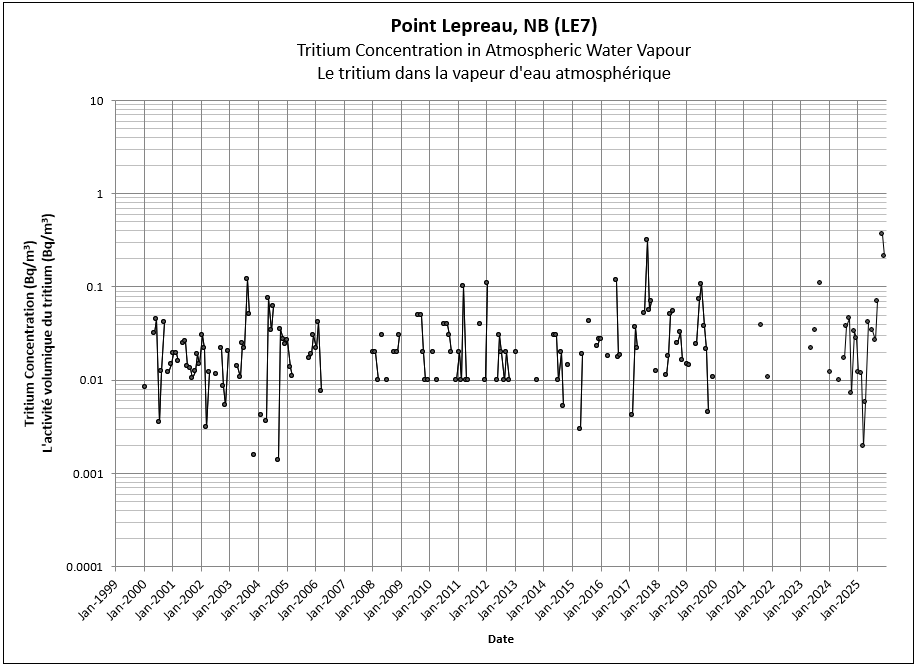 Point Lepreau, NB (LE7)
Tritium Concentration in Atmospheric Water Vapour
Le tritium dans la vapeur d'eau atmosphérique
Tritium Concentration (Bq/m³)
L'activité volumique du tritium (Bq/m³)
10
1
0.1
0.01
0.001
0.0001
Jan-1999
Jan-2000
Jan-2001
Jan-2002
Jan-2003
Jan-2004
Jan-2005
Jan-2006
Jan-2007
Jan-2008
Jan-2009
Jan-2010
Jan-2011
Jan-2012
Jan-2013
Jan-2014
Jan-2015
Jan-2016
Jan-2017
Jan-2018
Jan-2019
Jan-2020
Jan-2021
Jan-2022
Jan-2023
Jan-2024
Jan-2025
Date